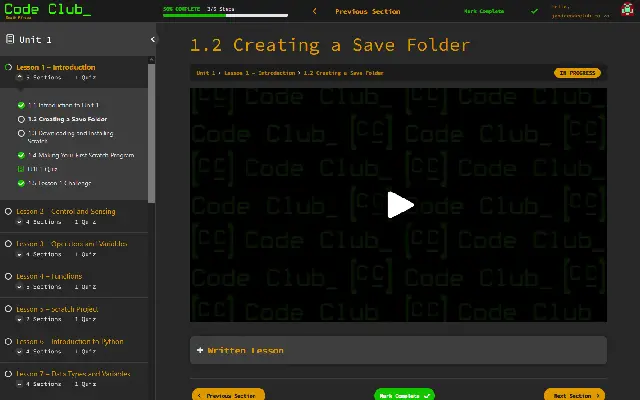 Code Club_
South Africa
50% COMPLETE 3/6 Steps
Previous Section
Mark Complete
Hello,
Unit 1
Lesson 1 – Introduction
5 Sections 1 Quiz
1.1 Introduction to Unit 1
1.2 Creating a Save Folder
1.3 Downloading and Installing
Scratch
1.4 Making Your First Scratch Program
Quiz
1.5 Lesson 1 Challenge
Lesson 2 – Control and Sensing
4 Sections 1 Quiz
Lesson 3 – Operators and Variables
4 Sections 1 Quiz
Lesson 4 – Functions
5 Sections 1 Quiz
Lesson 5 – Scratch Project
2 Sections 1 Quiz
Lesson 6 – Introduction to Python
4 Sections 1 Quiz
Lesson 7 – Data Types and Variables
4 Sections 1 Quiz
1.2 Creating a Save Folder
Unit 1 › Lesson 1 – Introduction › 1.2 Creating a Save Folder
IN PROGRESS
+ Written Lesson
Previous Section
Mark Complete
Next Section